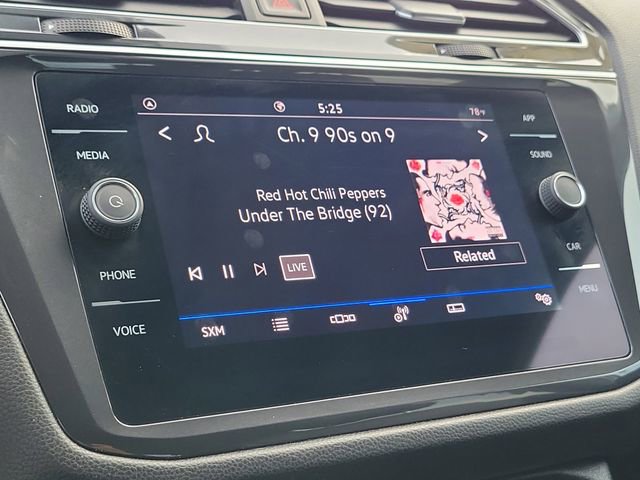 RADIO
MEDIA
PHONE
VOICE
5:25
78°F
< Ch. 9 90s on 9 >
Red Hot Chili Peppers
Under The Bridge (92)
LIVE
Related
SXM
APP
SOUND
CAR
MENU